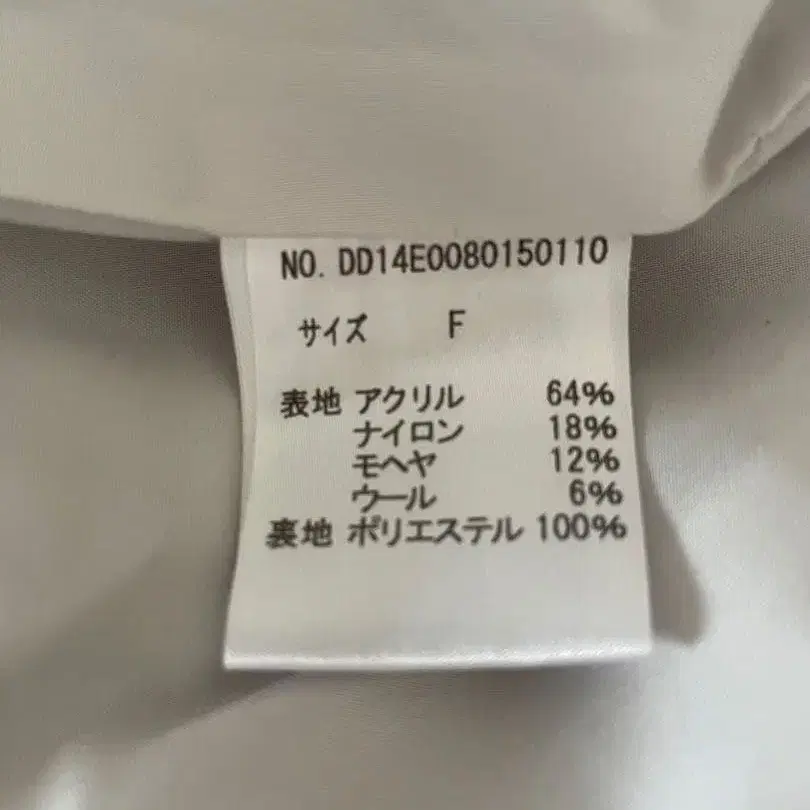 NO. DD14E0080150110
サイズ F
表地 アクリル 64%
ナイロン 18%
モヘヤ 12%
ウール 6%
裏地 ポリエステル 100%